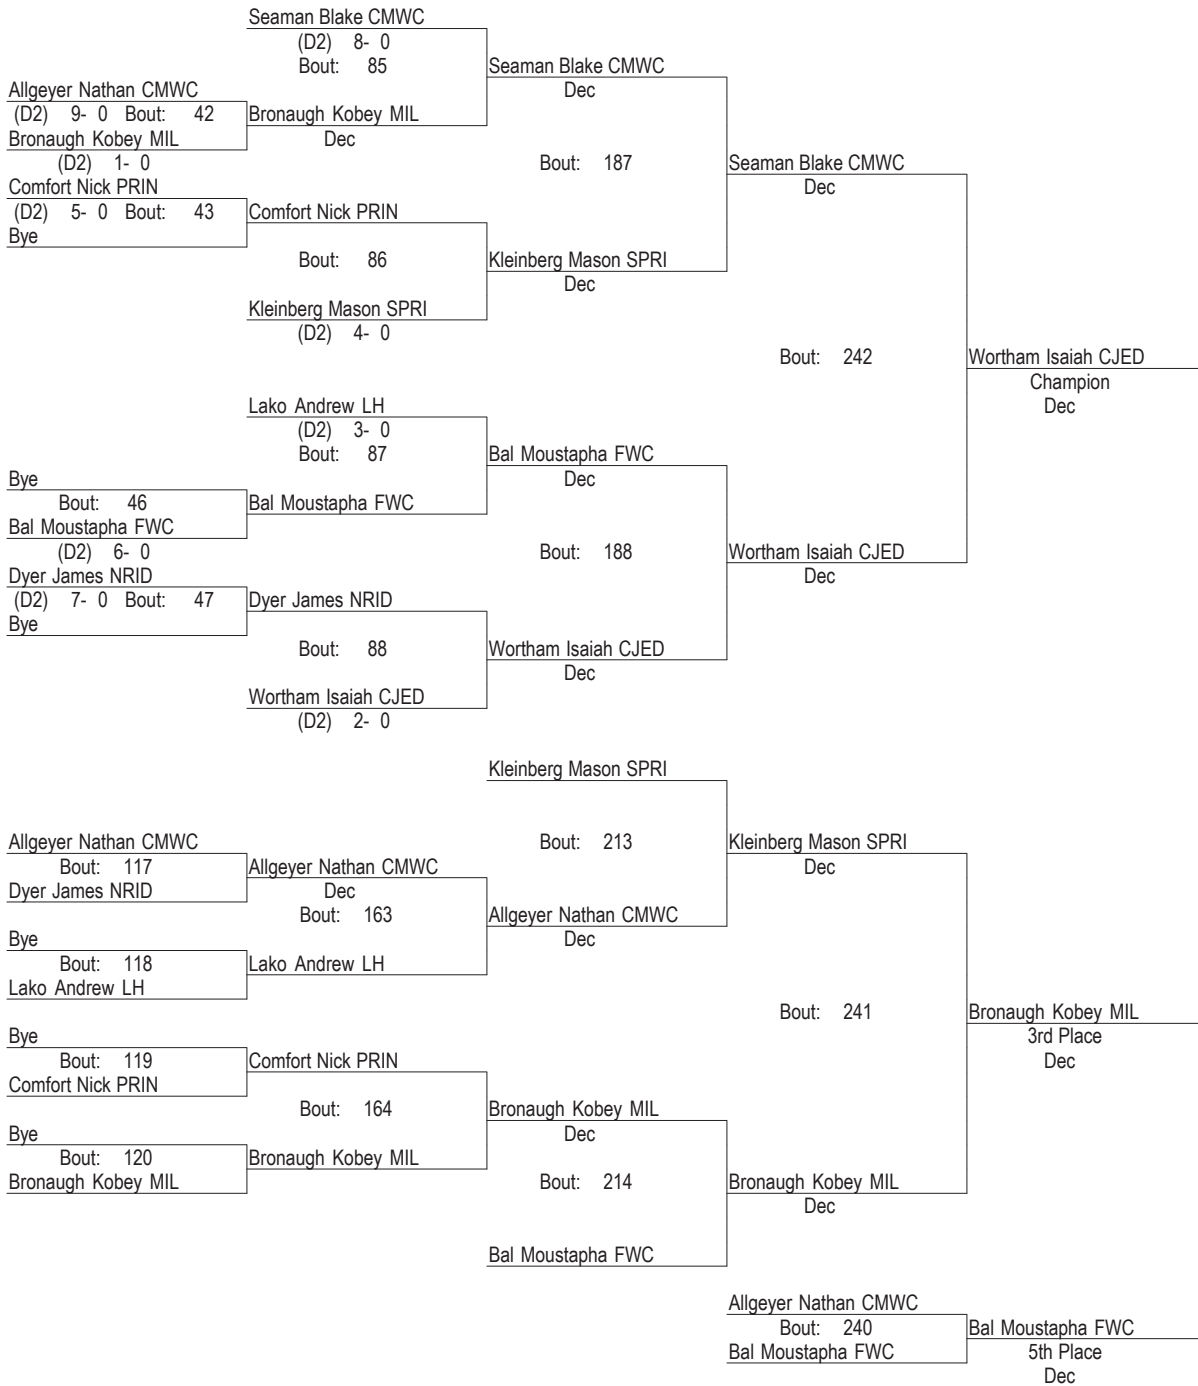 Seaman Blake CMWC
(D2) 8- 0
Bout: 85
Seaman Blake CMWC
Dec
Allgeyer Nathan CMWC
(D2) 9- 0 Bout: 42
Bronaugh Kobey MIL
Bronaugh Kobey MIL
Dec
(D2) 1- 0
Bout: 187
Seaman Blake CMWC
Dec
Comfort Nick PRIN
(D2) 5- 0 Bout: 43
Comfort Nick PRIN
Bye
Bout: 86
Kleinberg Mason SPRI
Dec
Kleinberg Mason SPRI
(D2) 4- 0
Bout: 242
Wortham Isaiah CJED
Champion
Dec
Lako Andrew LH
(D2) 3- 0
Bout: 87
Bal Moustapha FWC
Dec
Bye
Bout: 46
Bal Moustapha FWC
Bal Moustapha FWC
(D2) 6- 0
Bout: 188
Wortham Isaiah CJED
Dec
Dyer James NRID
(D2) 7- 0 Bout: 47
Dyer James NRID
Bye
Bout: 88
Wortham Isaiah CJED
Dec
Wortham Isaiah CJED
(D2) 2- 0
Kleinberg Mason SPRI
Bout: 213
Kleinberg Mason SPRI
Dec
Allgeyer Nathan CMWC
Bout: 117
Allgeyer Nathan CMWC
Dec
Dyer James NRID
Bout: 163
Allgeyer Nathan CMWC
Dec
Bye
Bout: 118
Lako Andrew LH
Lako Andrew LH
Bout: 241
Bronaugh Kobey MIL
3rd Place
Dec
Bye
Bout: 119
Comfort Nick PRIN
Comfort Nick PRIN
Bout: 164
Bronaugh Kobey MIL
Dec
Bye
Bout: 120
Bronaugh Kobey MIL
Bronaugh Kobey MIL
Bout: 214
Bronaugh Kobey MIL
Dec
Bal Moustapha FWC
Allgeyer Nathan CMWC
Bout: 240
Bal Moustapha FWC
Bal Moustapha FWC
5th Place
Dec